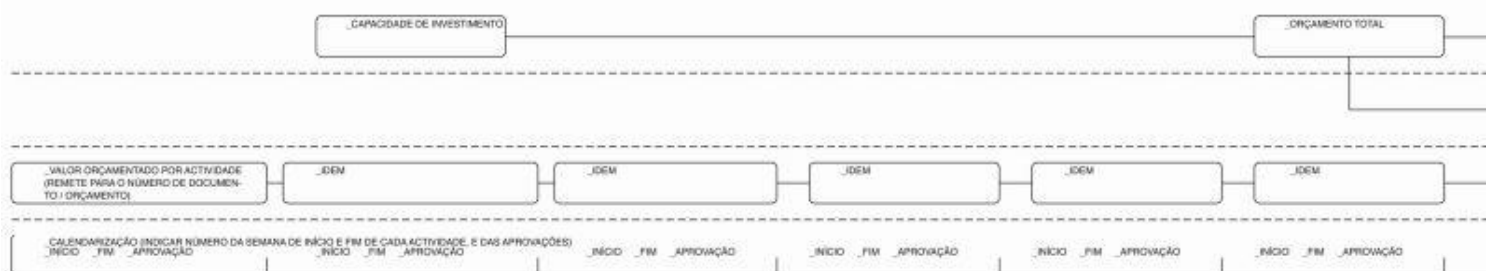 _CAPACIDADE DE INVESTIMENTO
_ORÇAMENTO TOTAL
_VALOR ORÇAMENTADO POR ACTIVIDADE
(REMETE PARA O NÚMERO DE DOCUMEN-
TO / ORÇAMENTO)
_IDEM
_IDEM
_IDEM
_IDEM
_IDEM
_CALENDARIZAÇÃO (INDICAR NÚMERO DA SEMANA DE INÍCIO E FIM DE CADA ACTIVIDADE, E DAS APROVAÇÕES)
_INÍCIO _FIM _APROVAÇÃO
_INÍCIO _FIM _APROVAÇÃO
_INÍCIO _FIM _APROVAÇÃO
_INÍCIO _FIM _APROVAÇÃO
_INÍCIO _FIM _APROVAÇÃO
_INÍCIO _FIM _APROVAÇÃO